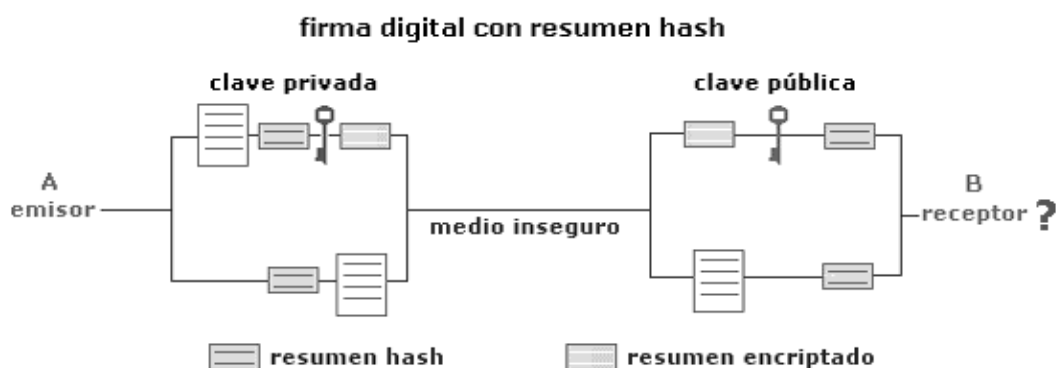 firma digital con resumen hash
clave privada
clave pública
A
emisor
medio inseguro
B
receptor ?
resumen hash
resumen encriptado